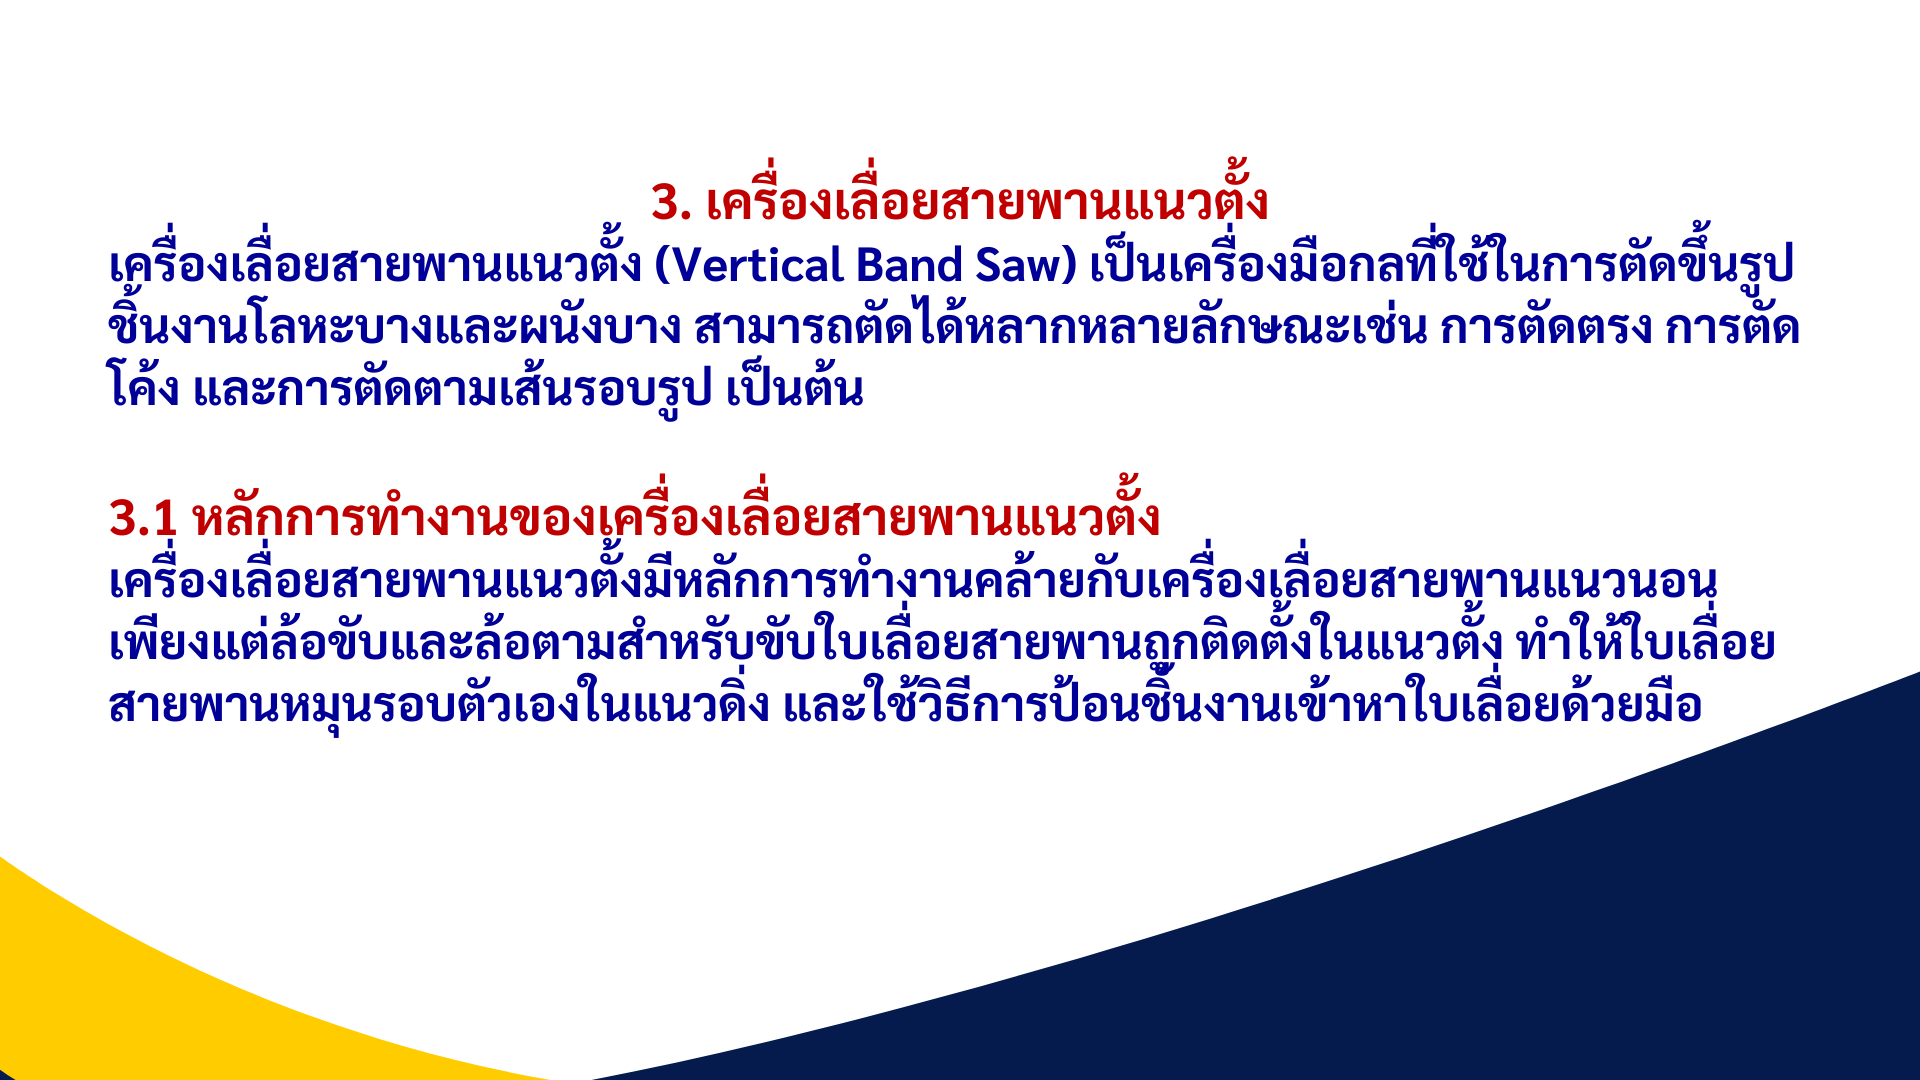 3. เครื่องเลื่อยสายพานแนวตั้ง
เครื่องเลื่อยสายพานแนวตั้ง (Vertical Band Saw) เป็นเครื่องมือกลที่ใช้ในการตัดขึ้นรูป
ชิ้นงานโลหะบางและผนังบาง สามารถตัดได้หลากหลายลักษณะเช่น การตัดตรง การตัด
โค้ง และการตัดตามเส้นรอบรูป เป็นต้น
3.1 หลักการทำงานของเครื่องเลื่อยสายพานแนวตั้ง
เครื่องเลื่อยสายพานแนวตั้งมีหลักการทำงานคล้ายกับเครื่องเลื่อยสายพานแนวนอน
เพียงแต่ล้อขับและล้อตามสำหรับขับใบเลื่อยสายพานถูกติดตั้งในแนวตั้ง ทำให้ใบเลื่อย
สายพานหมุนรอบตัวเองในแนวดิ่ง และใช้วิธีการป้อนชิ้นงานเข้าหาใบเลื่อยด้วยมือ